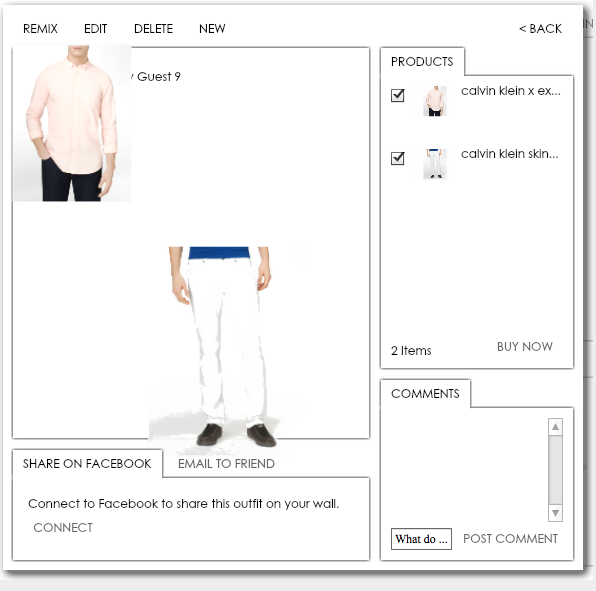 REMIX EDIT DELETE NEW < BACK
Guest 9
PRODUCTS
calvin klein x ex...
calvin klein skin...
2 Items BUY NOW
COMMENTS
What do ... POST COMMENT
SHARE ON FACEBOOK EMAIL TO FRIEND
Connect to Facebook to share this outfit on your wall.
CONNECT